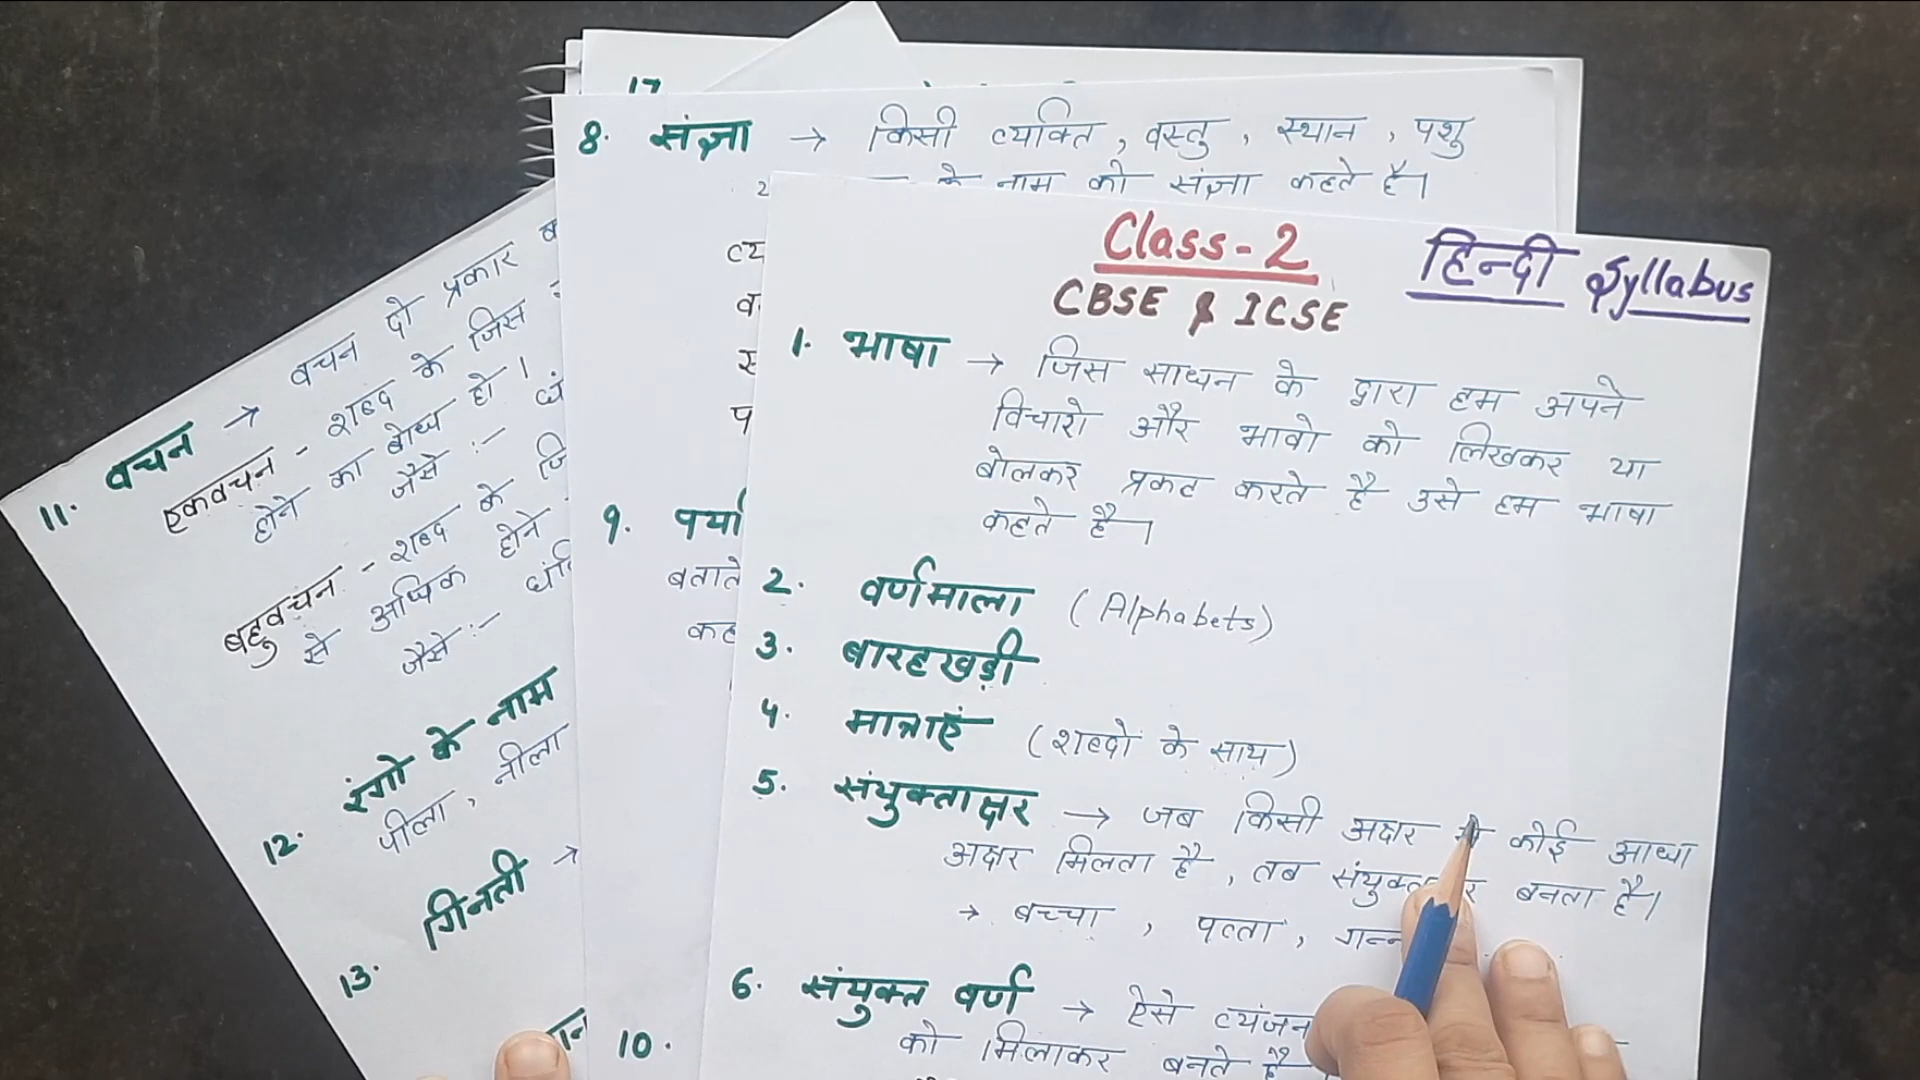 Class-2
हिन्दी Syllabus
CBSE & ICSE
1. भाषा → जिस साधन के द्वारा हम अपने
विचारो और भावो को लिखकर या
बोलकर प्रकट करते है उसे हम भाषा
कहते है।
2. वर्णमाला (Alphabets)
3. बारहखड़ी
4. मात्राएं (शब्दो के साथ)
5. संयुक्ताक्षर → जब किसी अक्षर कोई आधा
अक्षर मिलता है, तब बनता है।
→ बच्चा, पत्ता,
6. संयुक्त वर्ण → ऐसे व्यंजन
को मिलाकर बनते है
17
8. संज्ञा → किसी व्यक्ति, वस्तु, स्थान, पशु
के नाम को संज्ञा कहते है।
9.
बताते
10.
11. वचन → वचन दो प्रकार
एकवचन - शब्द के जिस
होने का बोध हो।
जैसे :-
बहुवचन - शब्द के
से अधिक होने
जैसे :-
12. रंगो के नाम
पीला, नीला
13. गिनती →